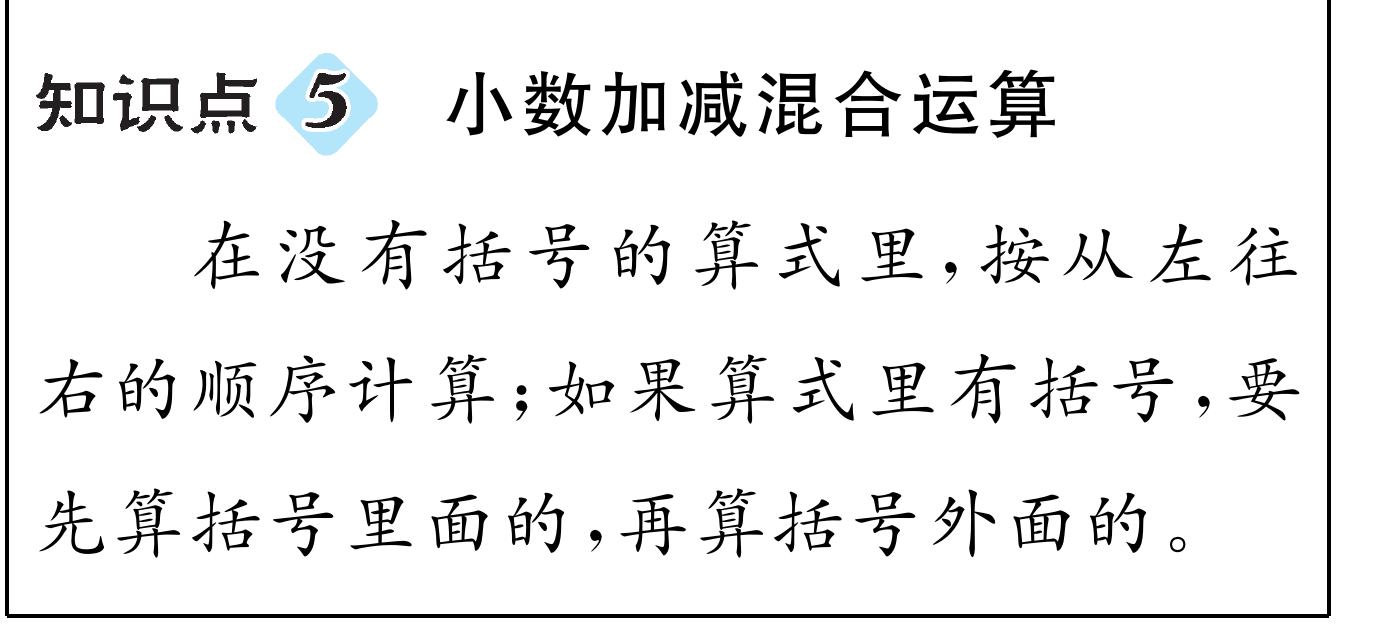 知识点 5 小数加减混合运算
在没有括号的算式里,按从左往
右的顺序计算;如果算式里有括号,要
先算括号里面的,再算括号外面的。